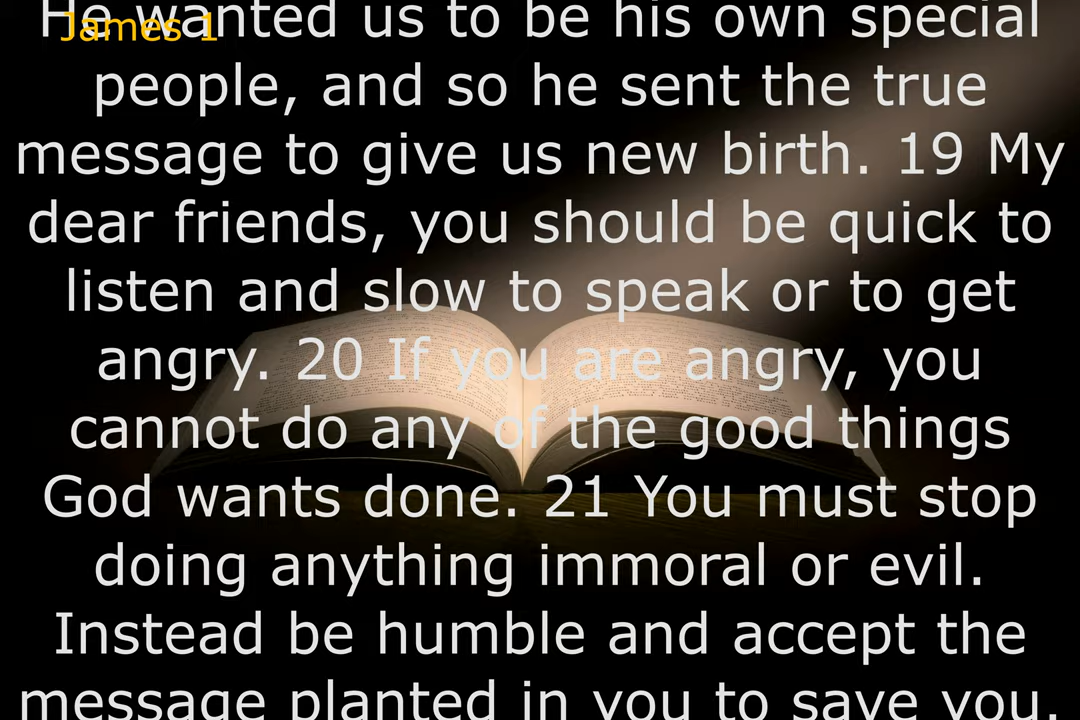 He wanted us to be his own special
James 1
people, and so he sent the true
message to give us new birth. 19 My
dear friends, you should be quick to
listen and slow to speak or to get
angry. 20 If you are angry, you
cannot do any of the good things
God wants done. 21 You must stop
doing anything immoral or evil.
Instead be humble and accept the
message planted in you to save you.